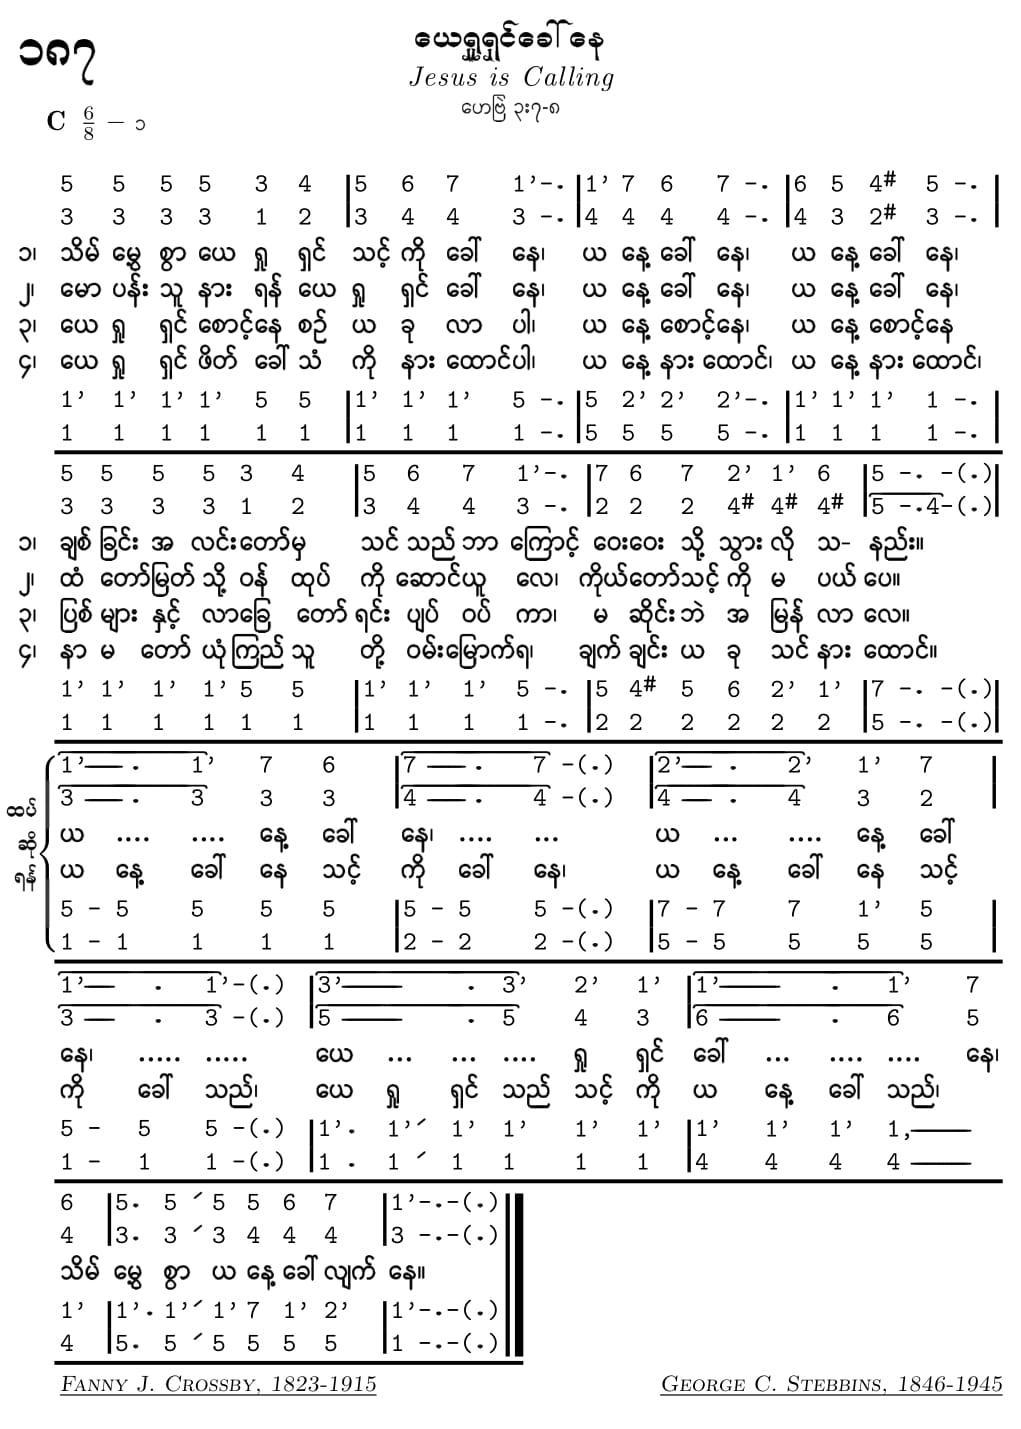 ၁၈၇
ယေရှုရှင်ခေါ်နေ
Jesus is Calling
ဟေဗြဲ ၃း၇-၈
C 6/8 – ၁
5 5 5 5 3 4 |5 6 7 1’-. |1’ 7 6 7 -. |6 5 4# 5 -. |
3 3 3 3 1 2 |3 4 4 3 -. |4 4 4 4 -. |4 3 2# 3 -. |
၁၊ သိမ် မွေ့ စွာ ယေ ရှု ရှင် သင့် ကို ခေါ် နေ၊ ယ နေ့ ခေါ် နေ၊ ယ နေ့ ခေါ် နေ၊
၂၊ မော ပန်း သူ နား ရန် ယေ ရှု ရှင် ခေါ် နေ၊ ယ နေ့ ခေါ် နေ၊ ယ နေ့ ခေါ် နေ၊
၃၊ ယေ ရှု ရှင် စောင့်နေ စဉ် ယ ခု လာ ပါ၊ ယ နေ့ စောင့်နေ၊ ယ နေ့ စောင့်နေ
၄၊ ယေ ရှု ရှင် ဖိတ် ခေါ် သံ ကို နား ထောင်ပါ၊ ယ နေ့ နား ထောင်၊ ယ နေ့ နား ထောင်၊
1’ 1’ 1’ 1’ 5 5 |1’ 1’ 1’ 5 -. |5 2’ 2’ 2’-. |1’ 1’ 1’ 1 -. |
1 1 1 1 1 1 |1 1 1 1 -. |5 5 5 5 -. |1 1 1 1 -. |
5 5 5 5 3 4 |5 6 7 1’-. |7 6 7 2’ 1’ 6 |5 -. -(.)|
3 3 3 3 1 2 |3 4 4 3 -. |2 2 2 4# 4# 4# |5 -.4-(.)|
၁၊ ချစ် ခြင်း အ လင်းတော်မှ သင် သည် ဘာ ကြောင့် ဝေးဝေး သို့ သွား လို သ- နည်း။
၂၊ ထံ တော်မြတ် သို့ ဝန် ထုပ် ကို ဆောင်ယူ လေ၊ ကိုယ်တော်သင့် ကို မ ပယ် ပေ။
၃၊ ပြစ် များ နှင့် လာခြေ တော် ရင်း ပျပ် ဝပ် ကာ၊ မ ဆိုင်း ဘဲ အ မြန် လာ လေ။
၄၊ နာ မ တော် ယုံ ကြည် သူ တို့ ဝမ်းမြောက်ရ၊ ချက် ချင်း ယ ခု သင် နား ထောင်။
1’ 1’ 1’ 1’ 5 5 |1’ 1’ 1’ 5 -. |5 4# 5 6 2’ 1’ |7 -. -(.)|
1 1 1 1 1 1 |1 1 1 1 -. |2 2 2 2 2 2 |5 -. -(.)|
ထပ် ဆို ရန်
1’— . 1’ 7 6 |7 — . 7 -(.) |2’— . 2’ 1’ 7 |
3 — . 3 3 3 |4 — . 4 -(.) |4 — . 4 3 2 |
ယ .... .... နေ့ ခေါ် နေ၊ .... ... ယ ... .... နေ့ ခေါ်
ယ နေ့ ခေါ် နေ သင့် ကို ခေါ် နေ၊ ယ နေ့ ခေါ် နေ သင့်
5 - 5 5 5 5 |5 - 5 5 -(.) |7 - 7 7 1’ 5 |
1 - 1 1 1 1 |2 - 2 2 -(.) |5 - 5 5 5 5 |
1’— . 1’-(.) |3’— . 3’ 2’ 1’ |1’— . 1’ 7
3 — . 3 -(.) |5 — . 5 4 3 |6 — . 6 5
နေ၊ ..... ..... ယေ ... ... .... ရှု ရှင် ခေါ် ... .... .... နေ၊
ကို ခေါ် သည်၊ ယေ ရှု ရှင် သည် သင့် ကို ယ နေ့ ခေါ် သည်၊
5 - 5 5 -(.) |1’. 1’ˊ 1’ 1’ 1’ 1’ |1’ 1’ 1’ 1,—
1 - 1 1 -(.) |1 . 1 ˊ 1 1 1 1 |4 4 4 4 —
6 |5. 5 ˊ 5 5 6 7 |1’-.-(.)
4 |3. 3 ˊ 3 4 4 4 |3 -.-(.)
သိမ် မွေ့ စွာ ယ နေ့ ခေါ် လျက် နေ။
1’ |1’. 1’ˊ 1’ 7 1’ 2’ |1’-.-(.)
4 |5. 5 ˊ 5 5 5 5 |1 -.-(.)
FANNY J. CROSSBY, 1823-1915
GEORGE C. STEBBINS, 1846-1945